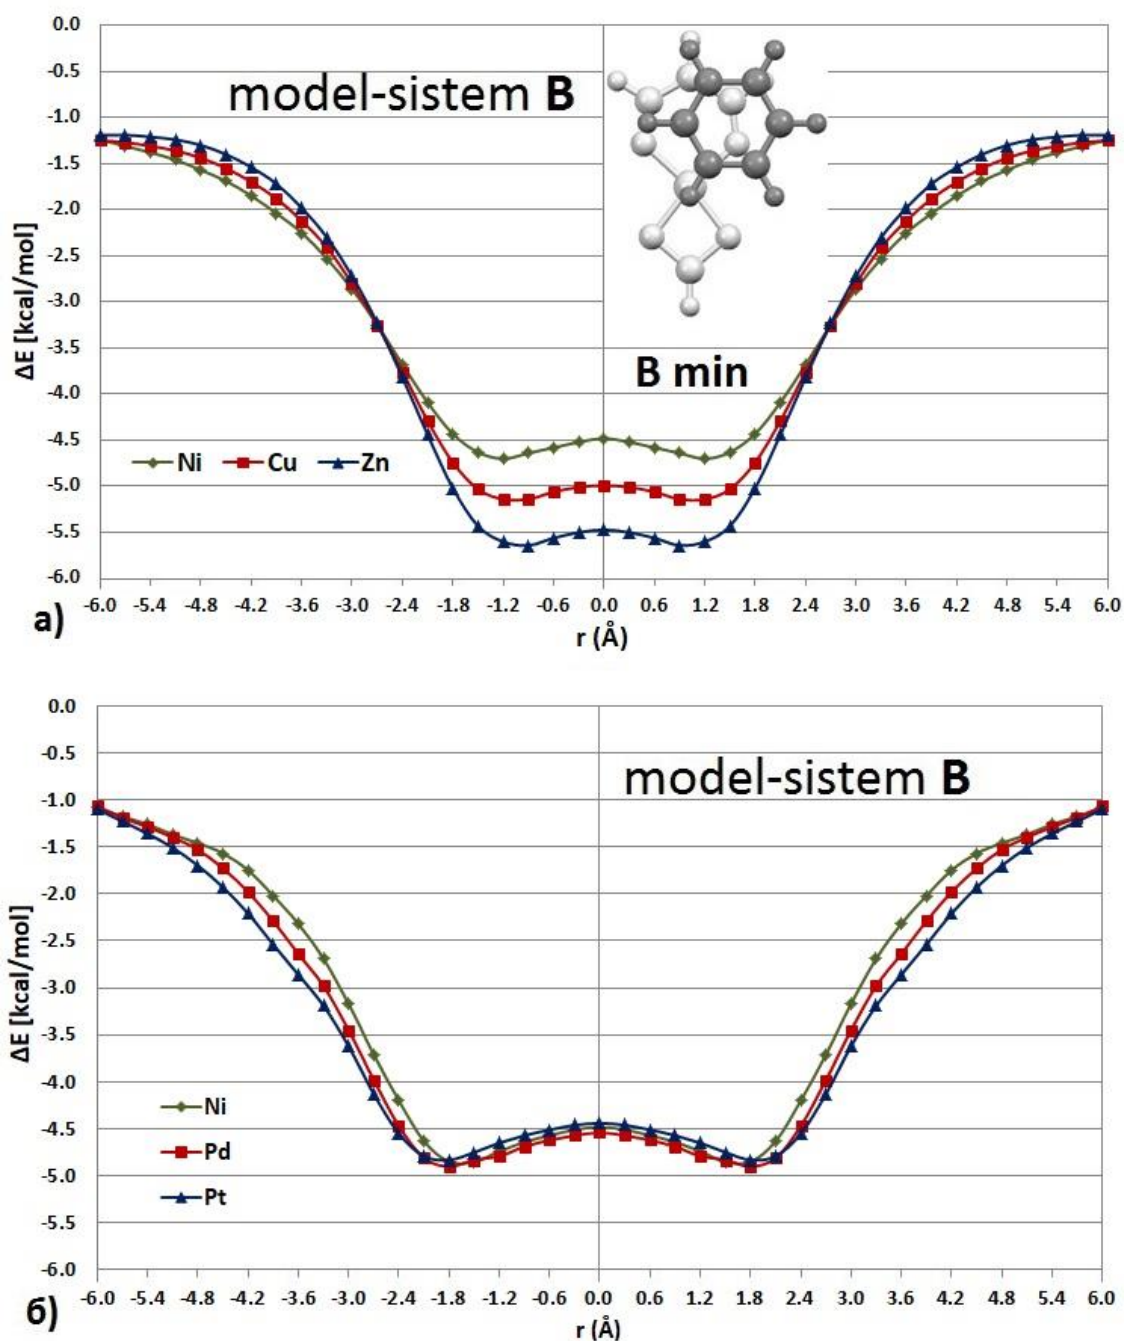 0.0
-0.5
-1.0
-1.5
-2.0
-2.5
-3.0
-3.5
-4.0
-4.5
-5.0
-5.5
-6.0
ΔE [kcal/mol]
model-sistem B
B min
Ni Cu Zn
-6.0 -5.4 -4.8 -4.2 -3.6 -3.0 -2.4 -1.8 -1.2 -0.6 0.0 0.6 1.2 1.8 2.4 3.0 3.6 4.2 4.8 5.4 6.0
r (Å)
а)
0.0
-0.5
-1.0
-1.5
-2.0
-2.5
-3.0
-3.5
-4.0
-4.5
-5.0
-5.5
-6.0
ΔE [kcal/mol]
model-sistem B
Ni
Pd
Pt
-6.0 -5.4 -4.8 -4.2 -3.6 -3.0 -2.4 -1.8 -1.2 -0.6 0.0 0.6 1.2 1.8 2.4 3.0 3.6 4.2 4.8 5.4 6.0
r (Å)
б)